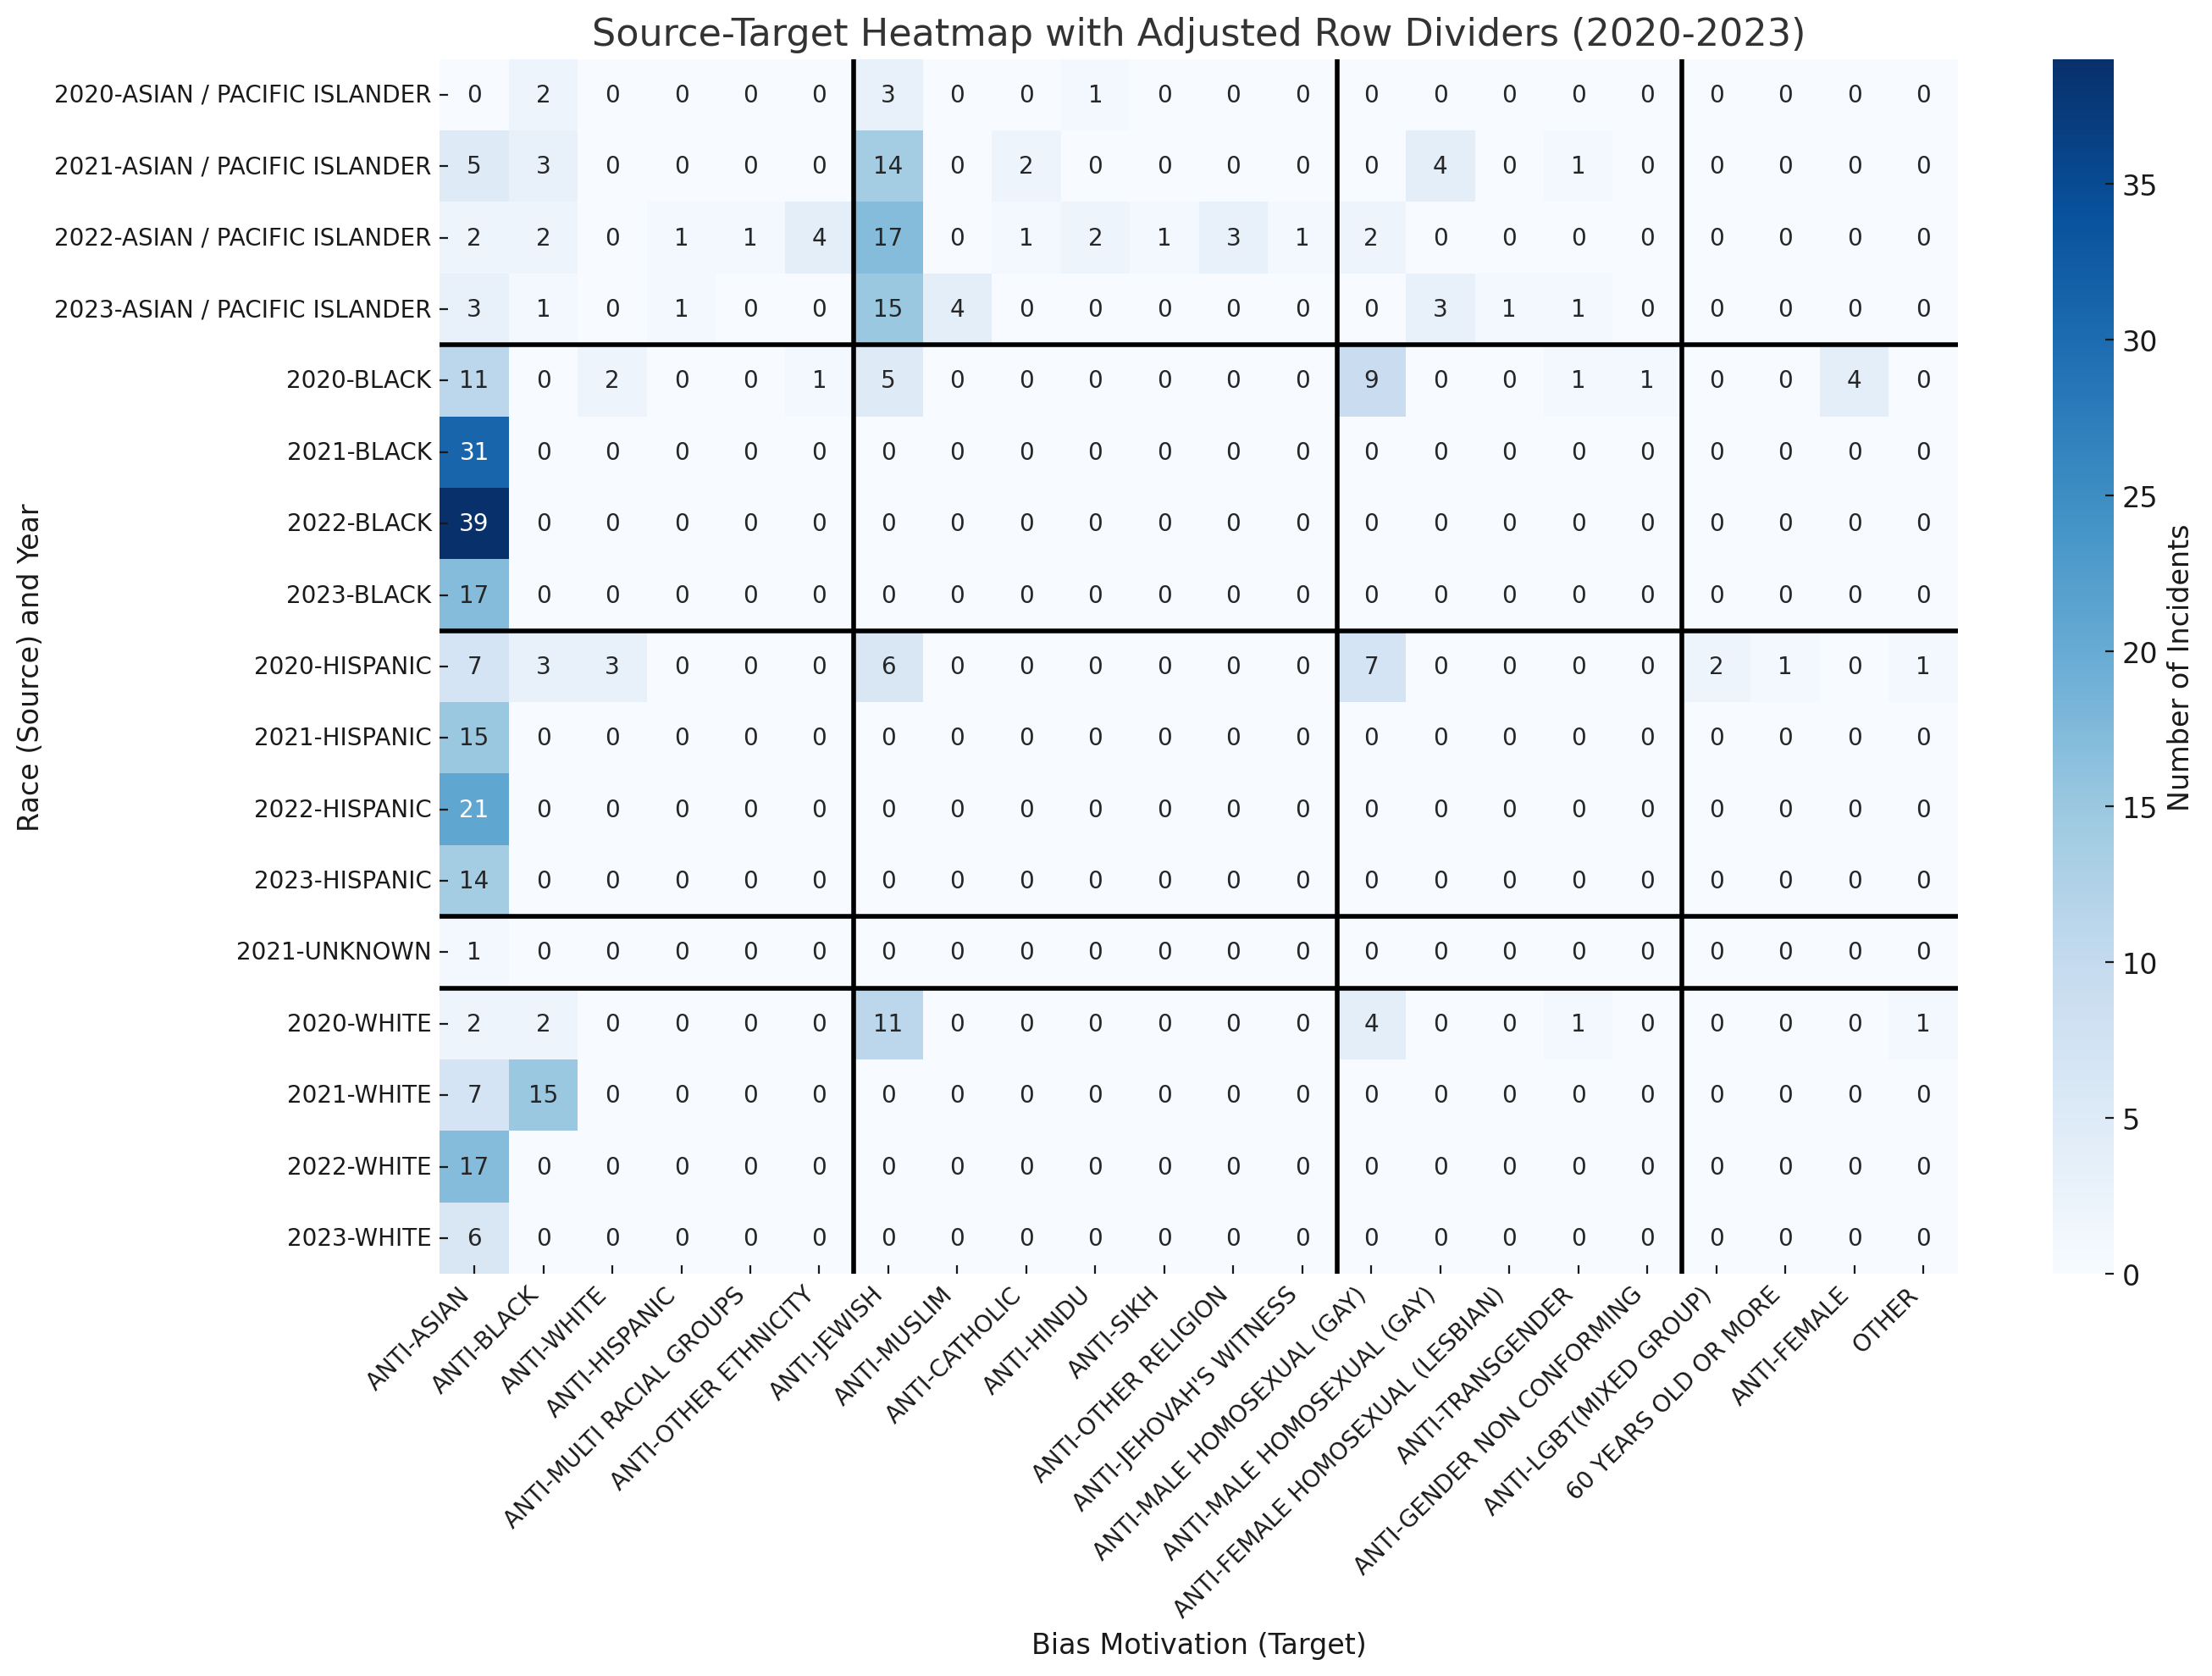 Source-Target Heatmap with Adjusted Row Dividers (2020-2023)
2020-ASIAN / PACIFIC ISLANDER 0 2 0 0 0 0 3 0 0 1 0 0 0 0 0 0 0 0 0 0 0 0
2021-ASIAN / PACIFIC ISLANDER 5 3 0 0 0 0 14 0 2 0 0 0 0 0 4 0 1 0 0 0 0 0
2022-ASIAN / PACIFIC ISLANDER 2 2 0 1 1 4 17 0 1 2 1 3 1 2 0 0 0 0 0 0 0 0
2023-ASIAN / PACIFIC ISLANDER 3 1 0 1 0 0 15 4 0 0 0 0 0 0 3 1 1 0 0 0 0 0
2020-BLACK 11 0 2 0 0 1 5 0 0 0 0 0 0 9 0 0 1 1 0 0 4 0
2021-BLACK 31 0 0 0 0 0 0 0 0 0 0 0 0 0 0 0 0 0 0 0 0 0
2022-BLACK 39 0 0 0 0 0 0 0 0 0 0 0 0 0 0 0 0 0 0 0 0 0
2023-BLACK 17 0 0 0 0 0 0 0 0 0 0 0 0 0 0 0 0 0 0 0 0 0
2020-HISPANIC 7 3 3 0 0 0 6 0 0 0 0 0 0 7 0 0 0 0 2 1 0 1
2021-HISPANIC 15 0 0 0 0 0 0 0 0 0 0 0 0 0 0 0 0 0 0 0 0 0
2022-HISPANIC 21 0 0 0 0 0 0 0 0 0 0 0 0 0 0 0 0 0 0 0 0 0
2023-HISPANIC 14 0 0 0 0 0 0 0 0 0 0 0 0 0 0 0 0 0 0 0 0 0
2021-UNKNOWN 1 0 0 0 0 0 0 0 0 0 0 0 0 0 0 0 0 0 0 0 0 0
2020-WHITE 2 2 0 0 0 0 11 0 0 0 0 0 0 4 0 0 1 0 0 0 0 1
2021-WHITE 7 15 0 0 0 0 0 0 0 0 0 0 0 0 0 0 0 0 0 0 0 0
2022-WHITE 17 0 0 0 0 0 0 0 0 0 0 0 0 0 0 0 0 0 0 0 0 0
2023-WHITE 6 0 0 0 0 0 0 0 0 0 0 0 0 0 0 0 0 0 0 0 0 0
Race (Source) and Year
ANTI-ASIAN
ANTI-BLACK
ANTI-WHITE
ANTI-HISPANIC
ANTI-MULTI RACIAL GROUPS
ANTI-OTHER ETHNICITY
ANTI-JEWISH
ANTI-MUSLIM
ANTI-CATHOLIC
ANTI-HINDU
ANTI-SIKH
ANTI-OTHER RELIGION
ANTI-JEHOVAH'S WITNESS
ANTI-MALE HOMOSEXUAL (GAY)
ANTI-MALE HOMOSEXUAL (GAY)
ANTI-FEMALE HOMOSEXUAL (LESBIAN)
ANTI-TRANSGENDER
ANTI-GENDER NON CONFORMING
ANTI-LGBT(MIXED GROUP)
60 YEARS OLD OR MORE
ANTI-FEMALE
OTHER
Bias Motivation (Target)
35
30
25
20
15
10
5
0
Number of Incidents